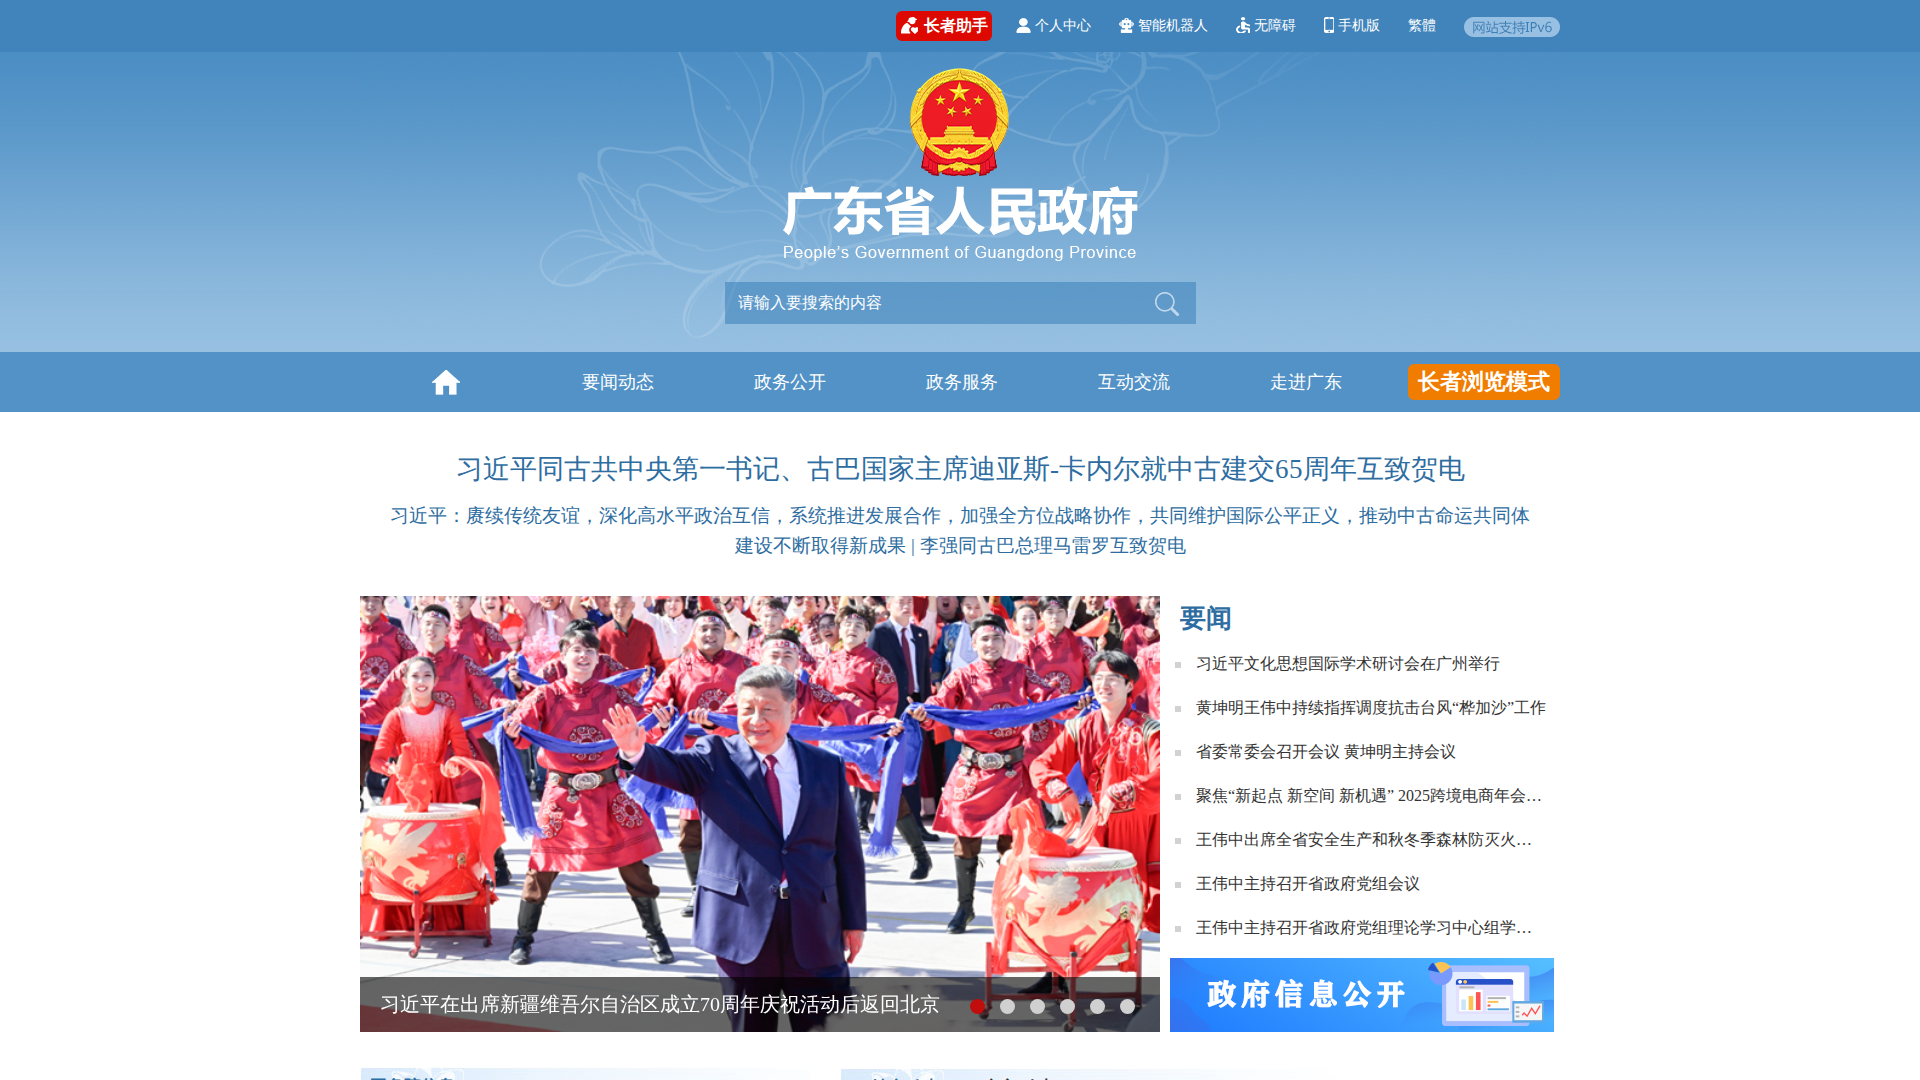 长者助手 个人中心 智能机器人 无障碍 手机版 繁體 网站支持IPv6
广东省人民政府
People's Government of Guangdong Province
请输入要搜索的内容
要闻动态 政务公开 政务服务 互动交流 走进广东 长者浏览模式
习近平同古共中央第一书记、古巴国家主席迪亚斯-卡内尔就中古建交65周年互致贺电
习近平：赓续传统友谊，深化高水平政治互信，系统推进发展合作，加强全方位战略协作，共同维护国际公平正义，推动中古命运共同体
建设不断取得新成果 | 李强同古巴总理马雷罗互致贺电
习近平在出席新疆维吾尔自治区成立70周年庆祝活动后返回北京
要闻
习近平文化思想国际学术研讨会在广州举行
黄坤明王伟中持续指挥调度抗击台风“桦加沙”工作
省委常委会召开会议 黄坤明主持会议
聚焦“新起点 新空间 新机遇” 2025跨境电商年会…
王伟中出席全省安全生产和秋冬季森林防灭火…
王伟中主持召开省政府党组会议
王伟中主持召开省政府党组理论学习中心组学…
政府信息公开